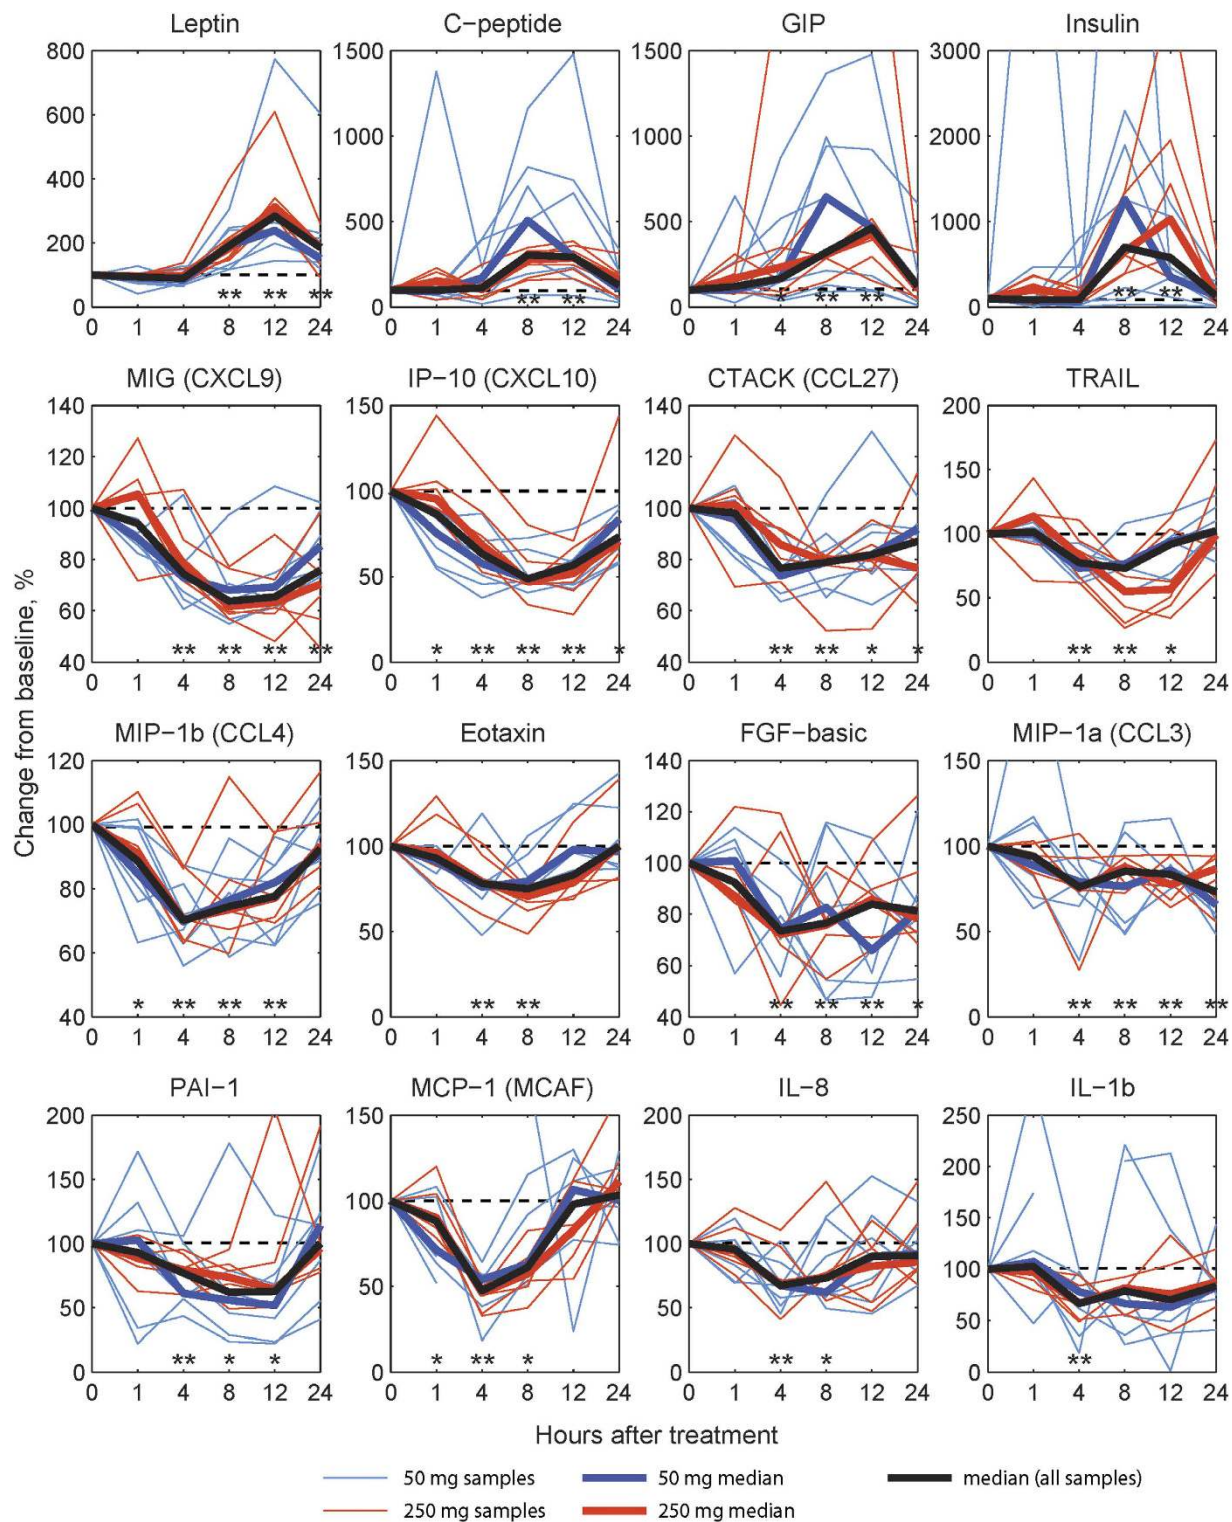 Leptin C−peptide GIP Insulin
800 1500 1500 3000
600 1000 1000 2000
400
500 500 1000
200
** ** ** ** ** * ** ** ** **
0 0 0 0
0 1 4 8 12 24 0 1 4 8 12 24 0 1 4 8 12 24 0 1 4 8 12 24
MIG (CXCL9) IP−10 (CXCL10) CTACK (CCL27) TRAIL
140 150 140 200
120 120 150
100 100 100 100
80 80
60 50 60 50
** ** ** ** * ** ** ** * ** ** * * ** ** *
40 0 40 0
0 1 4 8 12 24 0 1 4 8 12 24 0 1 4 8 12 24 0 1 4 8 12 24
Change from baseline, %
MIP−1b (CCL4) Eotaxin FGF−basic MIP−1a (CCL3)
120 150 140 150
120
100 100 100 100
80 80
60 50 60 50
* ** ** ** ** ** ** ** ** * ** ** ** **
40 0 40 0
0 1 4 8 12 24 0 1 4 8 12 24 0 1 4 8 12 24 0 1 4 8 12 24
PAI−1 MCP−1 (MCAF) IL−8 IL−1b
200 150 200 250
150 150 200
100 100 100 150
100
50 50 50 50
** * * * ** * ** * **
0 0 0 0
0 1 4 8 12 24 0 1 4 8 12 24 0 1 4 8 12 24 0 1 4 8 12 24
Hours after treatment
50 mg samples 50 mg median median (all samples)
250 mg samples 250 mg median